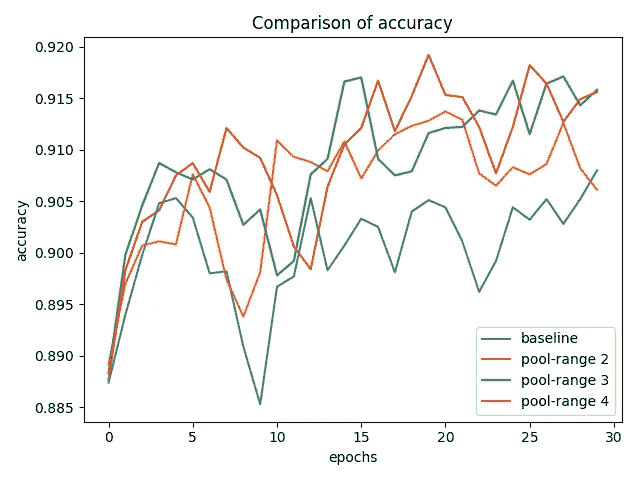 Comparison of accuracy
0.920
0.915
0.910
0.905
0.900
0.895
0.890
0.885
accuracy
0 5 10 15 20 25 30
epochs
baseline
pool-range 2
pool-range 3
pool-range 4